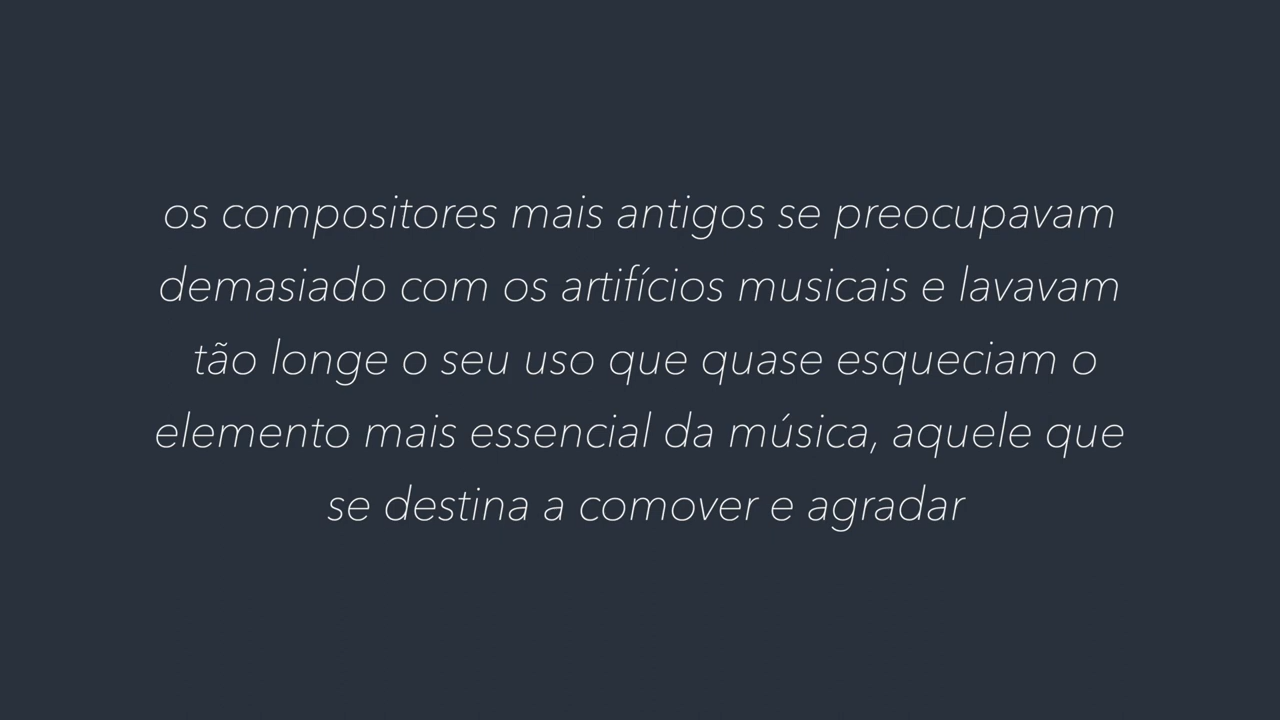 os compositores mais antigos se preocupavam
demasiado com os artifícios musicais e lavavam
tão longe o seu uso que quase esqueciam o
elemento mais essencial da música, aquele que
se destina a comover e agradar